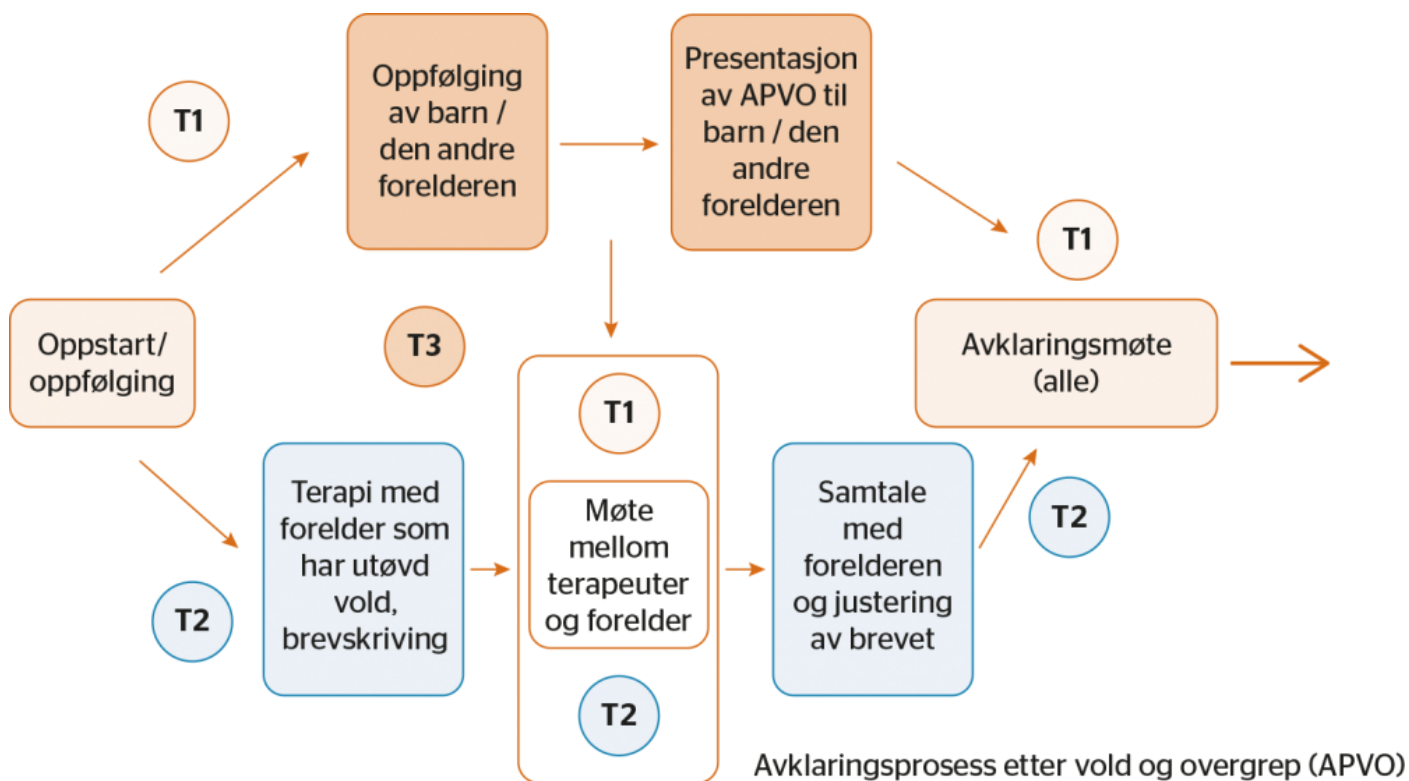 T1
Oppfølging
av barn /
den andre
forelderen
Presentasjon
av APVO til
barn / den
andre
forelderen
T1
Oppstart/
oppfølging
T3
T1
Avklaringsmøte
(alle)
Terapi med
forelder som
har utøvd
vold,
brevskriving
Møte
mellom
terapeuter
og forelder
Samtale
med
forelderen
og justering
av brevet
T2
T2
T2
Avklaringsprosess etter vold og overgrep (APVO)